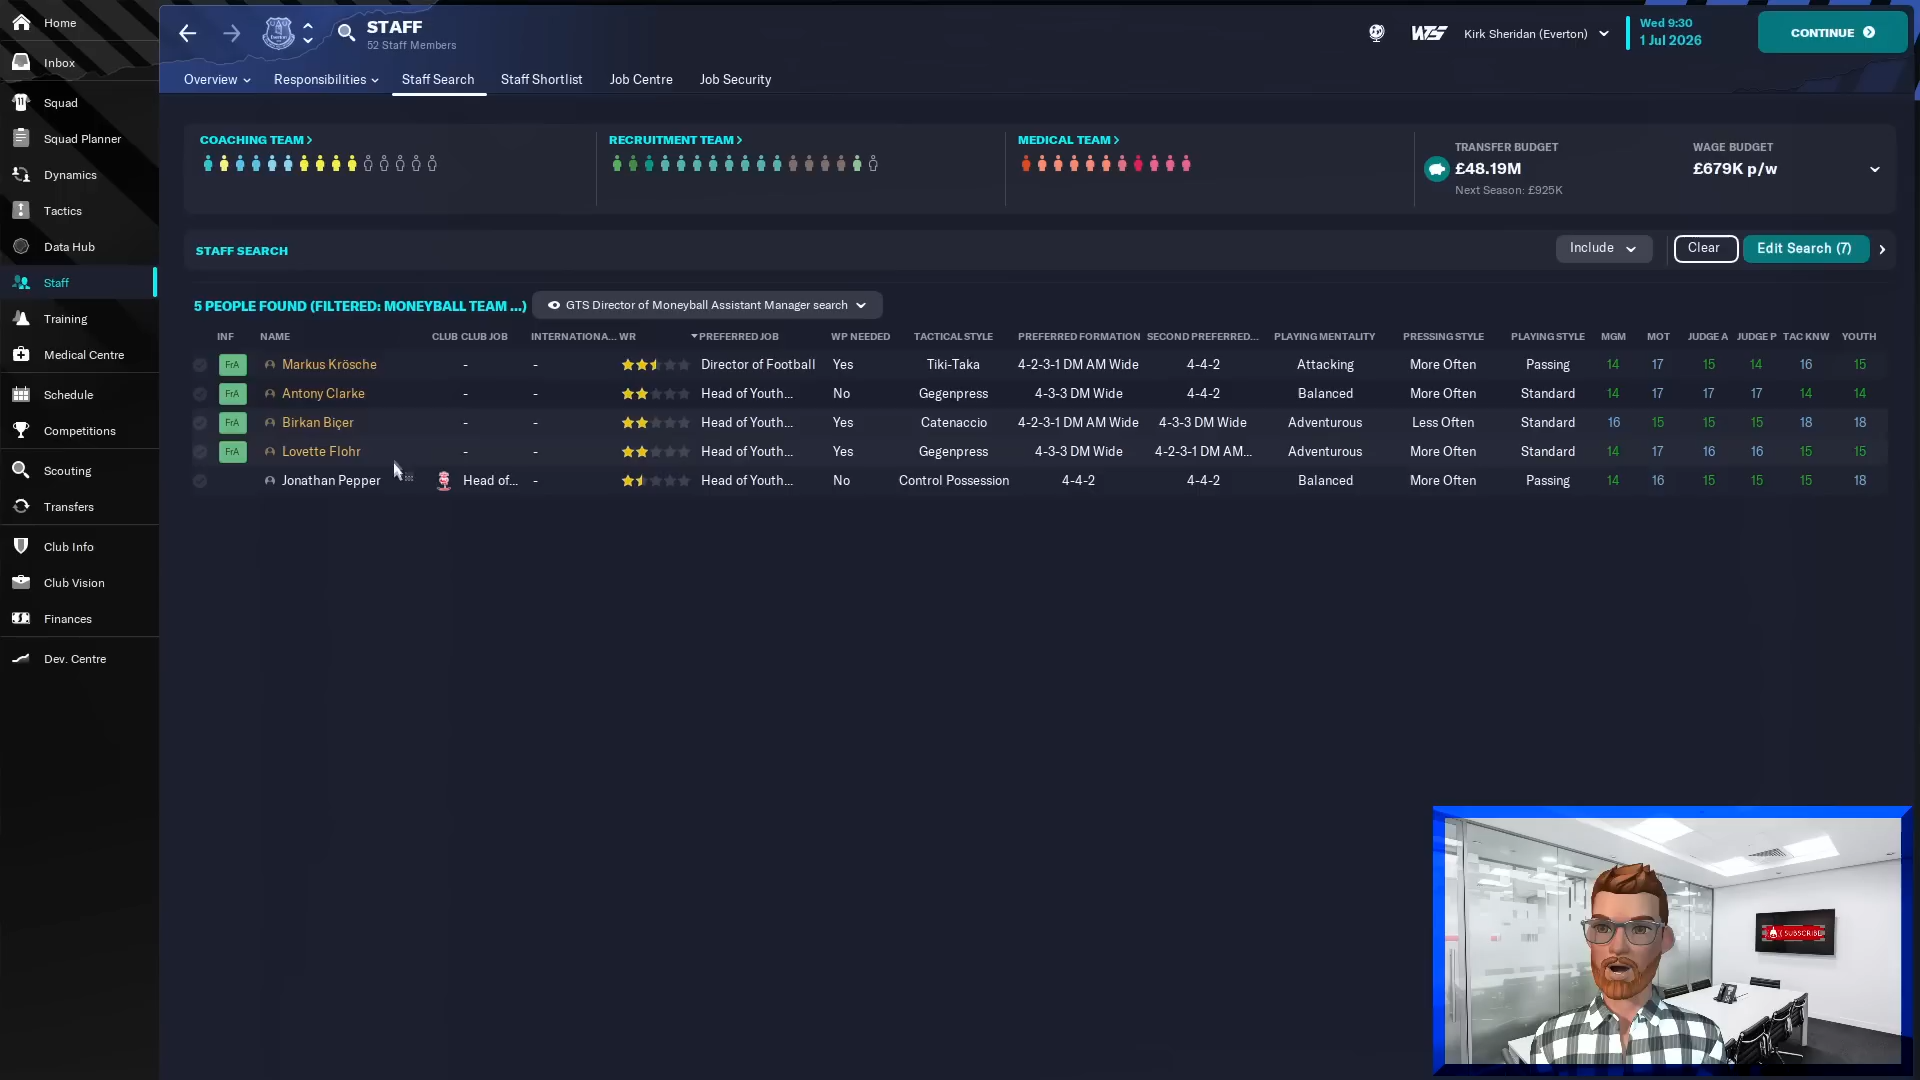 Home
Inbox
Squad
Squad Planner
Dynamics
Tactics
Data Hub
Staff
Training
Medical Centre
Schedule
Competitions
Scouting
Transfers
Club Info
Club Vision
Finances
Dev. Centre
STAFF
52 Staff Members
Kirk Sheridan (Everton)
Wed 9:30
1 Jul 2026
CONTINUE
Overview Responsibilities Staff Search Staff Shortlist Job Centre Job Security
COACHING TEAM >
RECRUITMENT TEAM >
MEDICAL TEAM >
TRANSFER BUDGET
£48.19M
Next Season: £925K
WAGE BUDGET
£679K p/w
STAFF SEARCH
Include
Clear
Edit Search (7)
5 PEOPLE FOUND (FILTERED: MONEYBALL TEAM ...)
GTS Director of Moneyball Assistant Manager search
INF NAME CLUB CLUB JOB INTERNATIONA... WR PREFERRED JOB WP NEEDED TACTICAL STYLE PREFERRED FORMATION SECOND PREFERRED... PLAYING MENTALITY PRESSING STYLE PLAYING STYLE MGM MOT JUDGE A JUDGE P TAC KNW YOUTH
FrA Markus Krösche - - Director of Football Yes Tiki-Taka 4-2-3-1 DM AM Wide 4-4-2 Attacking More Often Passing 14 17 15 14 16 15
FrA Antony Clarke - - Head of Youth... No Gegenpress 4-3-3 DM Wide 4-4-2 Balanced More Often Standard 14 17 17 17 14 14
FrA Birkan Biçer - - Head of Youth... Yes Catenaccio 4-2-3-1 DM AM Wide 4-3-3 DM Wide Adventurous Less Often Standard 16 15 15 15 18 18
FrA Lovette Flohr - - Head of Youth... Yes Gegenpress 4-3-3 DM Wide 4-2-3-1 DM AM... Adventurous More Often Standard 14 17 16 16 15 15
Jonathan Pepper Head of... - Head of Youth... No Control Possession 4-4-2 4-4-2 Balanced More Often Passing 14 16 15 15 15 18
SUBSCRIBE